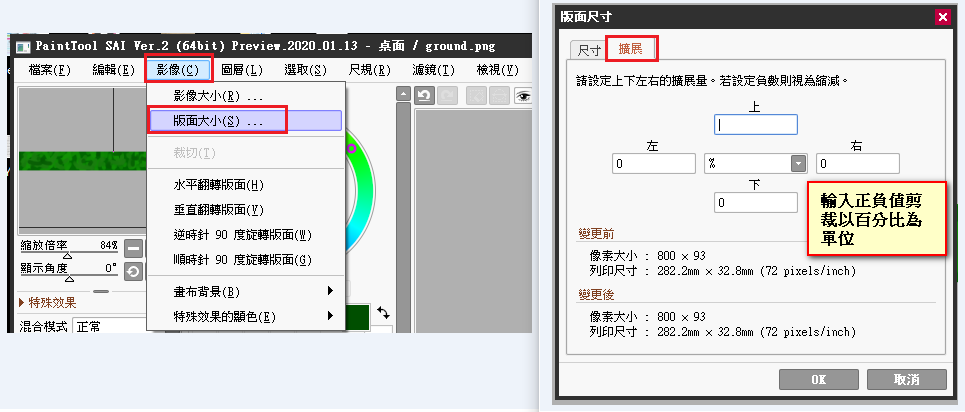 PaintTool SAI Ver.2 (64bit) Preview.2020.01.13 - 桌面 / ground.png
檔案(F) 編輯(E) 影像(C) 圖層(L) 選取(S) 尺規(R) 濾鏡(T) 檢視(V)
影像大小(R) ...
版面大小(S) ...
裁切(I)
水平翻轉版面(H)
垂直翻轉版面(V)
逆時針 90 度旋轉版面(W)
順時針 90 度旋轉版面(G)
畫布背景(B)
特殊效果的顯色(E)
縮放倍率 84%
顯示角度 0°
特殊效果
混合模式 正常
版面尺寸
尺寸 擴展
請設定上下左右的擴展量。若設定負數則視為縮減。
上
左 右
0 % 0
下
0
輸入正負值剪
裁以百分比為
單位
變更前
像素大小 : 800 × 93
列印尺寸 : 282.2mm × 32.8mm (72 pixels/inch)
變更後
像素大小 : 800 × 93
列印尺寸 : 282.2mm × 32.8mm (72 pixels/inch)
OK 取消